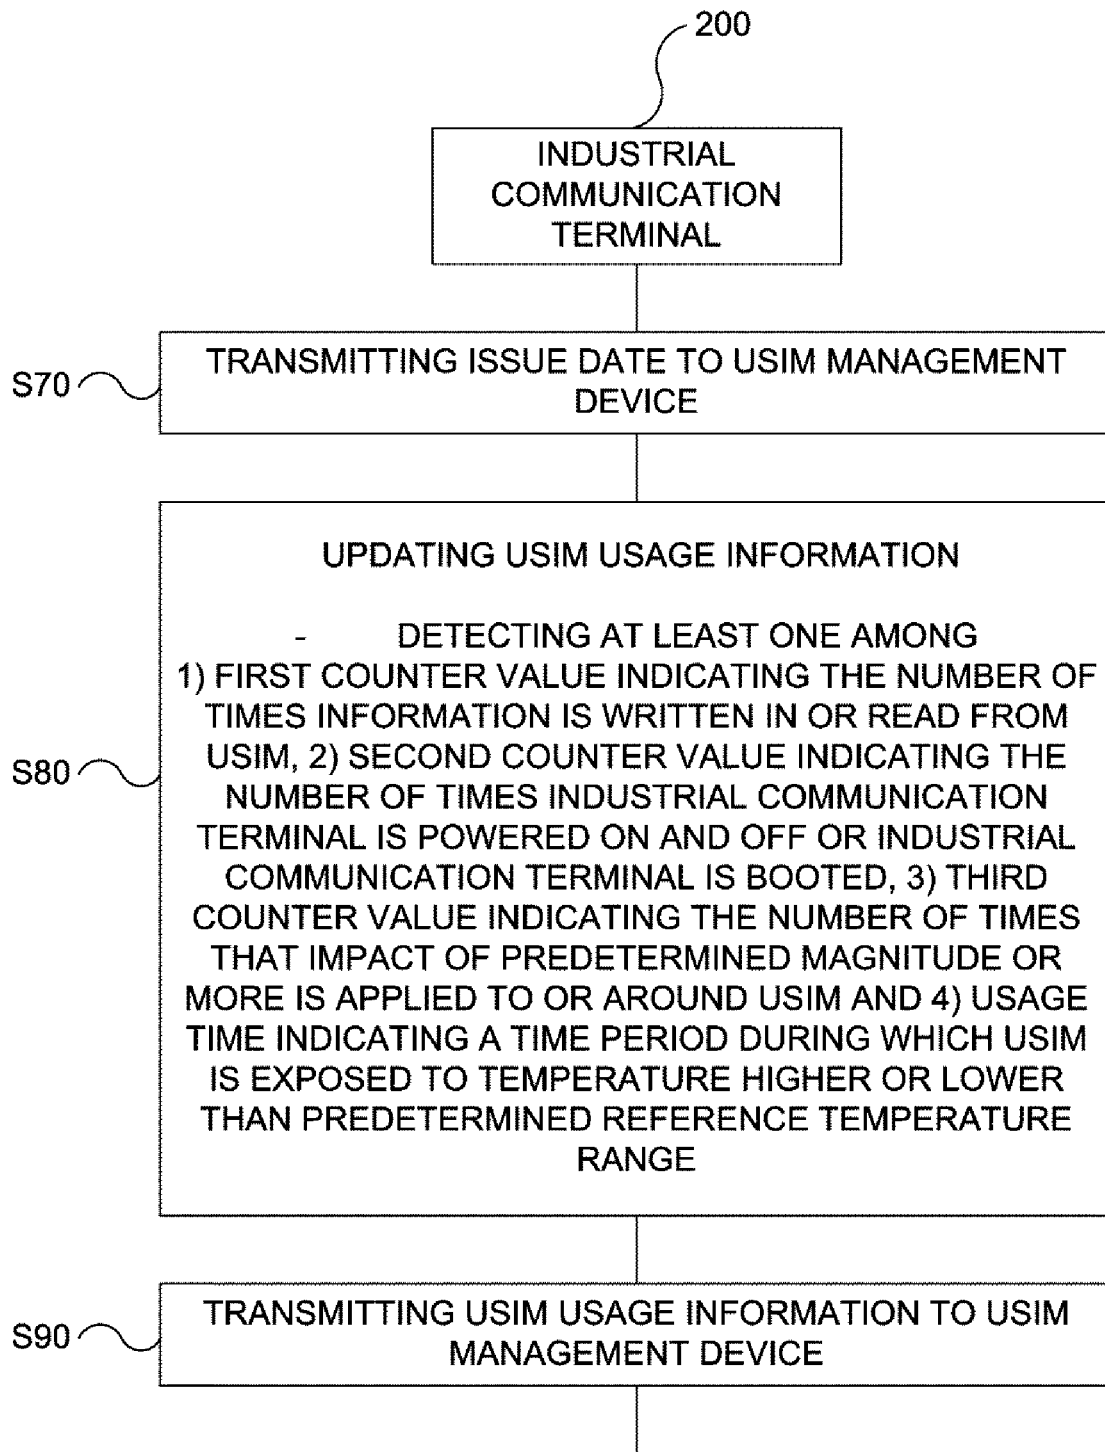 200
INDUSTRIAL
COMMUNICATION
TERMINAL
S70
TRANSMITTING ISSUE DATE TO USIM MANAGEMENT
DEVICE
S80
UPDATING USIM USAGE INFORMATION
- DETECTING AT LEAST ONE AMONG
1) FIRST COUNTER VALUE INDICATING THE NUMBER OF
TIMES INFORMATION IS WRITTEN IN OR READ FROM
USIM, 2) SECOND COUNTER VALUE INDICATING THE
NUMBER OF TIMES INDUSTRIAL COMMUNICATION
TERMINAL IS POWERED ON AND OFF OR INDUSTRIAL
COMMUNICATION TERMINAL IS BOOTED, 3) THIRD
COUNTER VALUE INDICATING THE NUMBER OF TIMES
THAT IMPACT OF PREDETERMINED MAGNITUDE OR
MORE IS APPLIED TO OR AROUND USIM AND 4) USAGE
TIME INDICATING A TIME PERIOD DURING WHICH USIM
IS EXPOSED TO TEMPERATURE HIGHER OR LOWER
THAN PREDETERMINED REFERENCE TEMPERATURE
RANGE
S90
TRANSMITTING USIM USAGE INFORMATION TO USIM
MANAGEMENT DEVICE